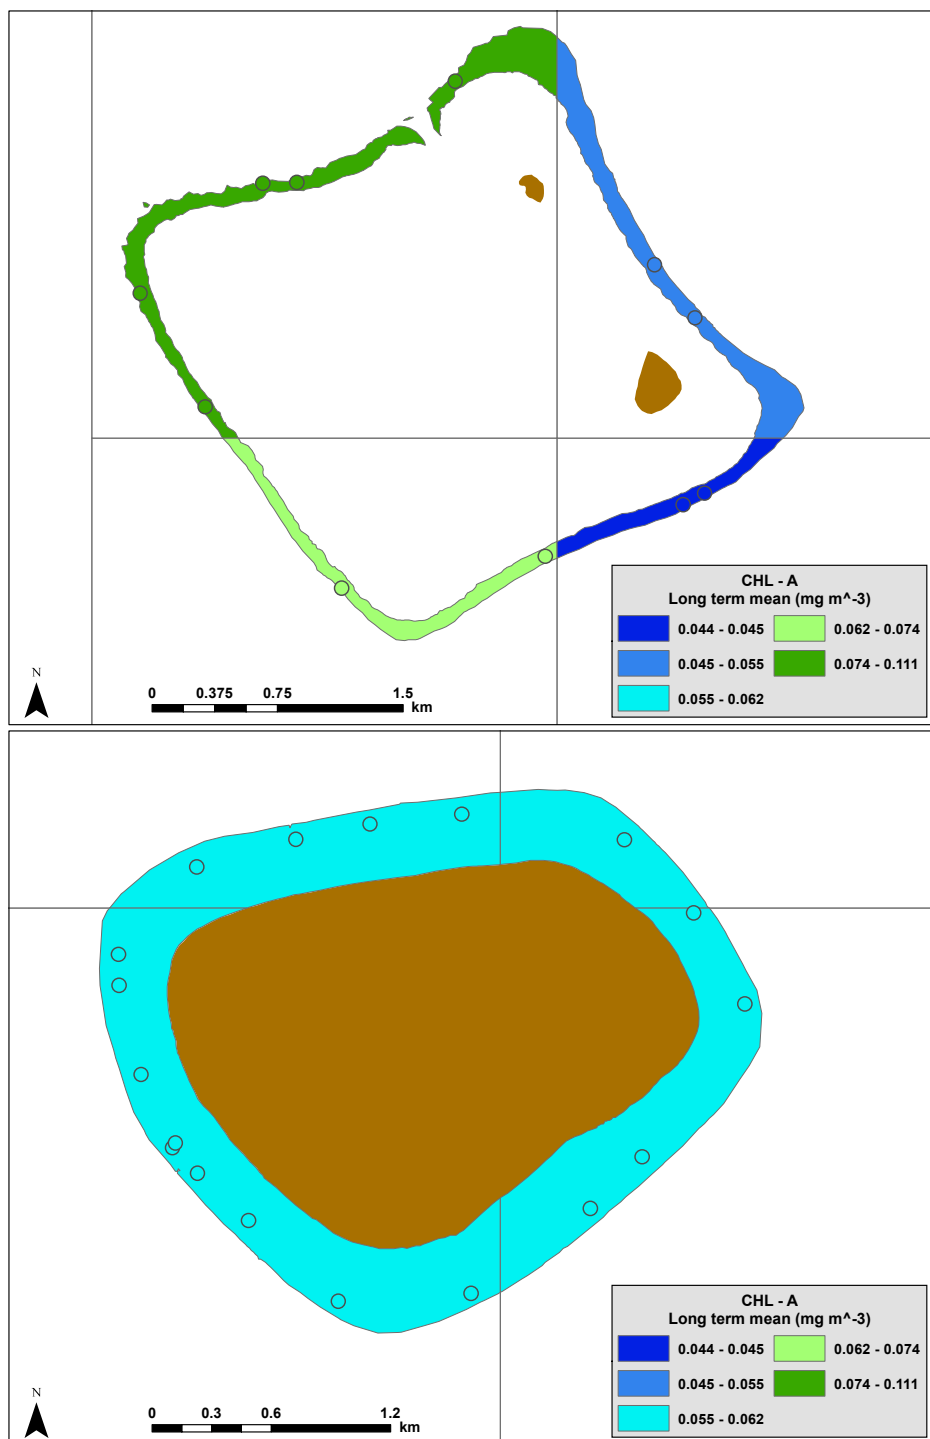 CHL - A
Long term mean (mg m^-3)
0.044 - 0.045
0.062 - 0.074
0.045 - 0.055
0.074 - 0.111
0.055 - 0.062
N
0 0.375 0.75 1.5
km
CHL - A
Long term mean (mg m^-3)
0.044 - 0.045
0.062 - 0.074
0.045 - 0.055
0.074 - 0.111
0.055 - 0.062
N
0 0.3 0.6 1.2
km